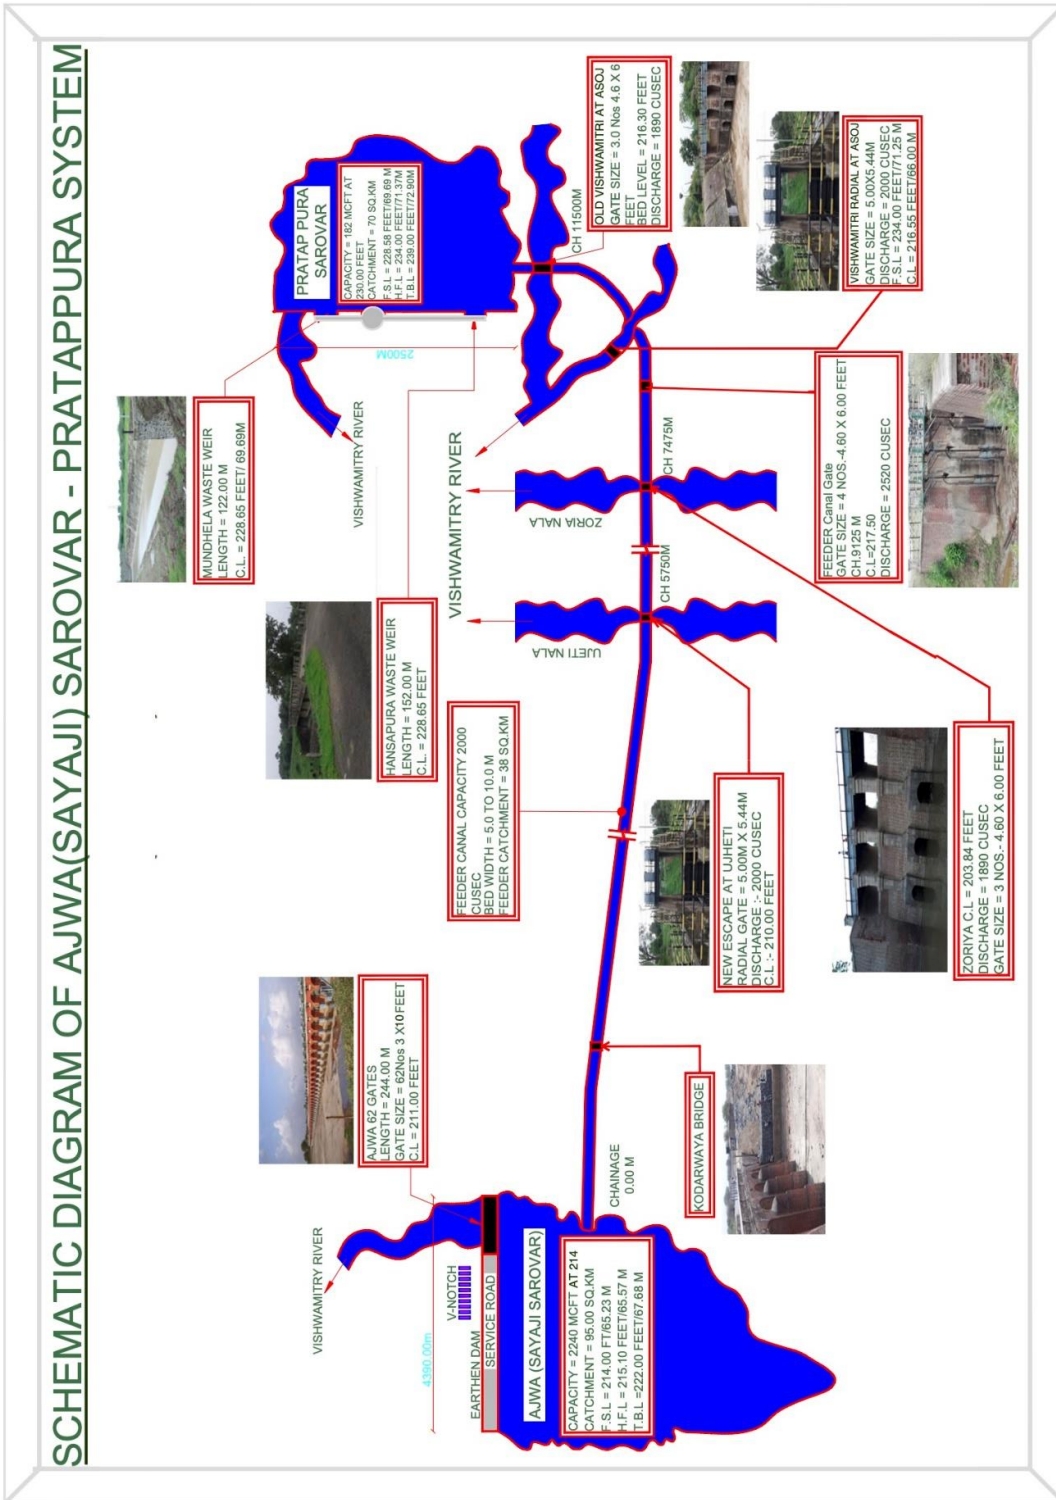 SCHEMATIC DIAGRAM OF AJWA(SAYAJI) SAROVAR - PRATAPPURA SYSTEM
MUNDHELA WASTE WEIR
LENGTH = 122.00 M
C.L. = 228.65 FEET/ 69.69M
PRATAP PURA
SAROVAR
CAPACITY = 182 MCFT AT
230.00 FEET
CATCHMENT = 70 SQ.KM
F.S.L = 228.58 FEET/69.69 M
H.F.L = 234.00 FEET/71.37M
T.B.L = 239.00 FEET/72.90M
2500M
VISHWAMITRY RIVER
HANSAPURA WASTE WEIR
LENGTH = 152.00 M
C.L. = 228.65 FEET
OLD VISHWAMITRI AT ASOJ
GATE SIZE = 3.0 Nos 4.6 X 6
FEET
BED LEVEL = 216.30 FEET
DISCHARGE = 1890 CUSEC
CH 11500M
VISHWAMITRI RADIAL AT ASOJ
GATE SIZE = 5.00X5.44M
DISCHARGE = 2000 CUSEC
F.S.L = 234.00 FEET/71.25 M
C.L = 216.55 FEET/66.00 M
VISHWAMITRY RIVER
ZORIA NALA
CH 7475M
FEEDER Canal Gate
GATE SIZE = 4 NOS.-4.60 X 6.00 FEET
CH.9125 M
C.L=217.50
DISCHARGE = 2520 CUSEC
UJETI NALA
CH 5750M
FEEDER CANAL CAPACITY 2000
CUSEC
BED WIDTH = 5.0 TO 10.0 M
FEEDER CATCHMENT = 38 SQ.KM
NEW ESCAPE AT UJHETI
RADIAL GATE = 5.00M X 5.44M
DISCHARGE :- 2000 CUSEC
C.L :- 210.00 FEET
ZORIYA C.L = 203.84 FEET
DISCHARGE = 1890 CUSEC
GATE SIZE = 3 NOS.- 4.60 X 6.00 FEET
AJWA 62 GATES
LENGTH = 244.00 M
GATE SIZE = 62Nos 3 X10FEET
C.L = 211.00 FEET
KODARWAYA BRIDGE
CHAINAGE
0.00 M
VISHWAMITRY RIVER
4390.00m
V-NOTCH
EARTHEN DAM
SERVICE ROAD
AJWA (SAYAJI SAROVAR)
CAPACITY = 2240 MCFT AT 214
CATCHMENT = 95.00 SQ.KM
F.S.L = 214.00 FT/65.23 M
H.F.L = 215.10 FEET/65.57 M
T.B.L =222.00 FEET/67.68 M